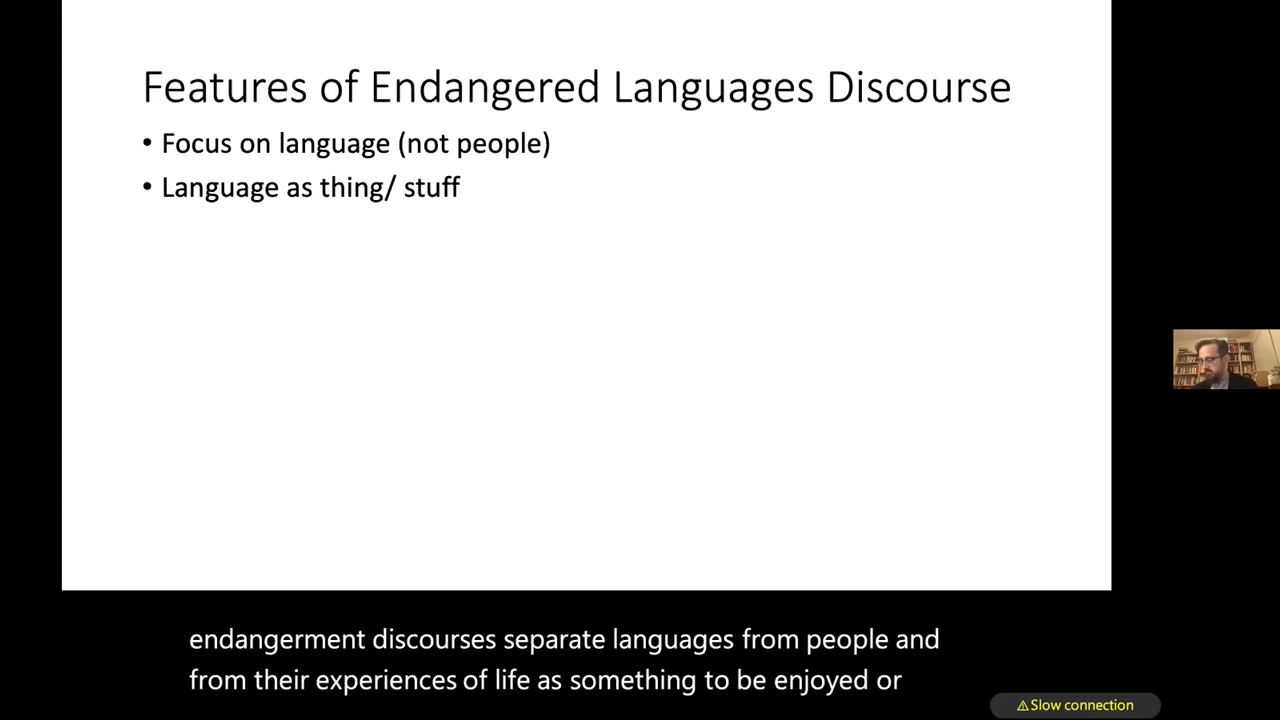 Features of Endangered Languages Discourse
• Focus on language (not people)
• Language as thing/ stuff
endangerment discourses separate languages from people and
from their experiences of life as something to be enjoyed or
⚠Slow connection